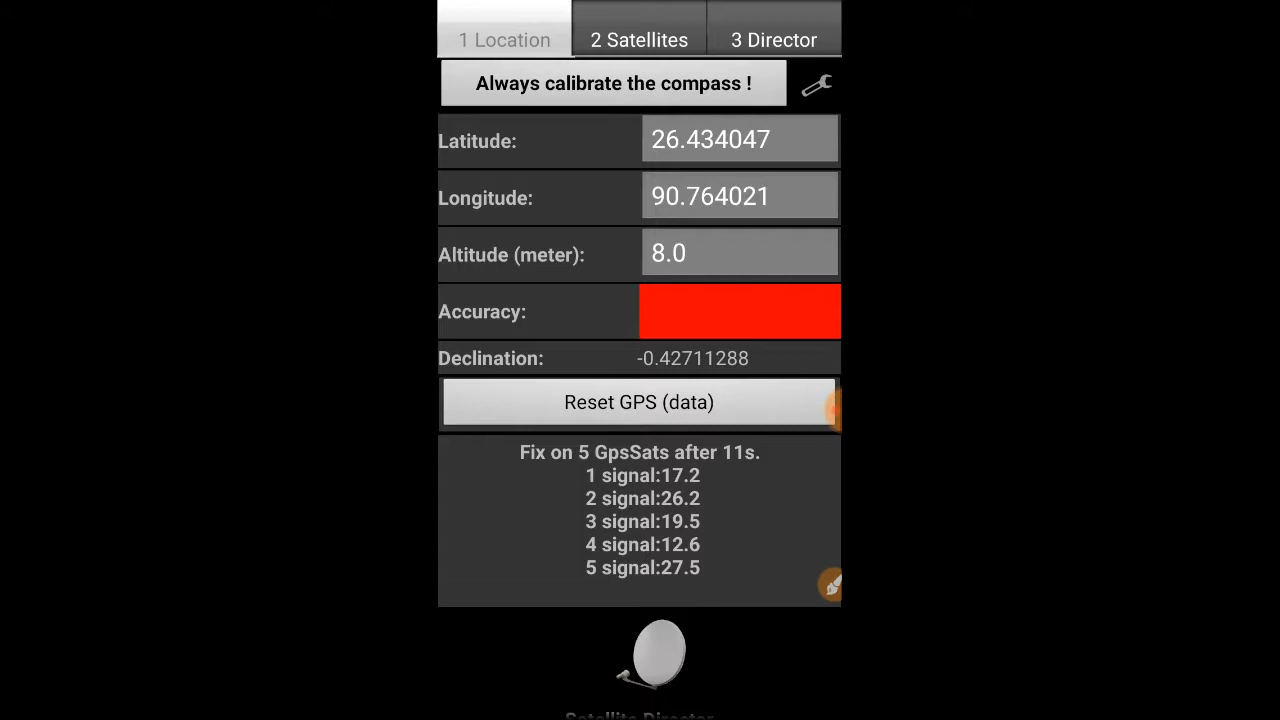 1 Location
2 Satellites
3 Director
Always calibrate the compass !
Latitude: 26.434047
Longitude: 90.764021
Altitude (meter): 8.0
Accuracy:
Declination: -0.42711288
Reset GPS (data)
Fix on 5 GpsSats after 11s.
1 signal:17.2
2 signal:26.2
3 signal:19.5
4 signal:12.6
5 signal:27.5
Satellite Director